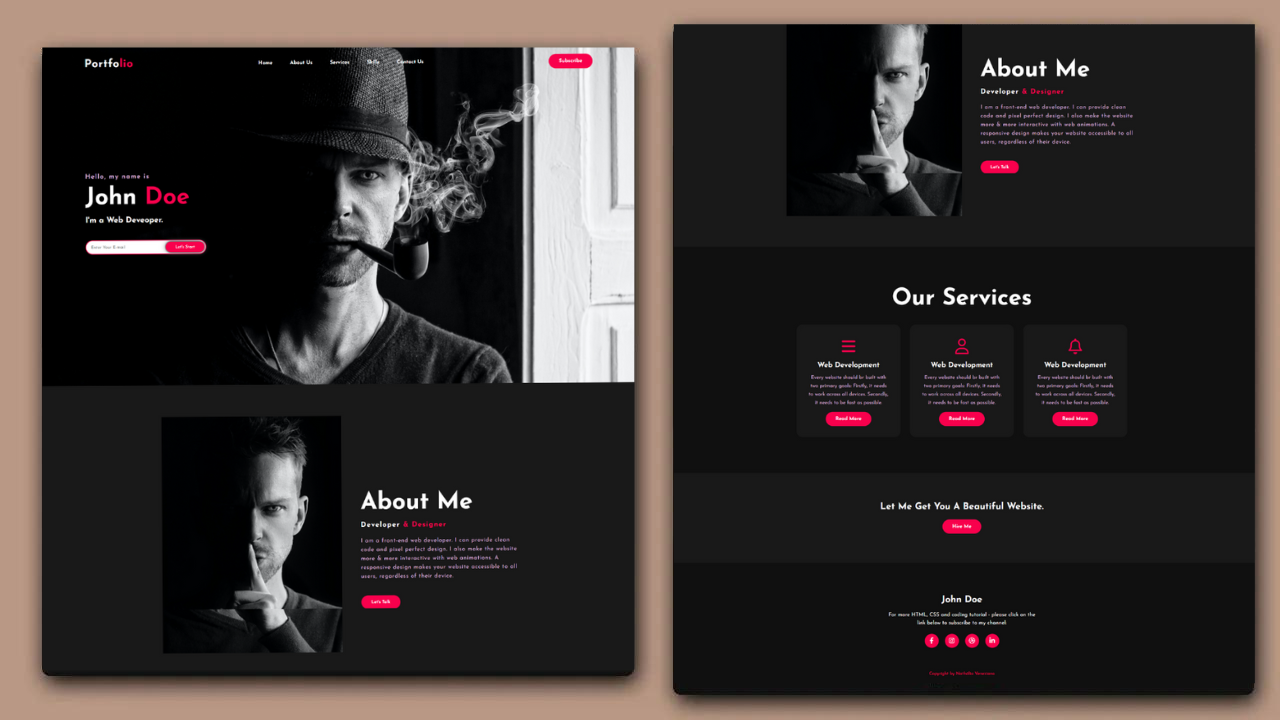 Portfolio
Home About Us Services Skills Contact Us
Subscribe
Hello, my name is
John Doe
I'm a Web Deveoper.
Enter Your E-mail Let's Start
About Me
Developer & Designer
I am a front-end web developer. I can provide clean
code and pixel perfect design. I also make the website
more & more interactive with web animations. A
responsive design makes your website accessible to all
users, regardless of their device.
Let's Talk
About Me
Developer & Designer
I am a front-end web developer. I can provide clean
code and pixel perfect design. I also make the website
more & more interactive with web animations. A
responsive design makes your website accessible to all
users, regardless of their device.
Let's Talk
Our Services
Web Development
Every website should be built with
two primary goals: Firstly, it needs
to work across all devices. Secondly,
it needs to be fast as possible.
Read More
Web Development
Every website should be built with
two primary goals: Firstly, it needs
to work across all devices. Secondly,
it needs to be fast as possible.
Read More
Web Development
Every website should be built with
two primary goals: Firstly, it needs
to work across all devices. Secondly,
it needs to be fast as possible.
Read More
Let Me Get You A Beautiful Website.
Hire Me
John Doe
For more HTML, CSS and coding tutorial - please click on the
link below to subscribe to my channel
Copyright by